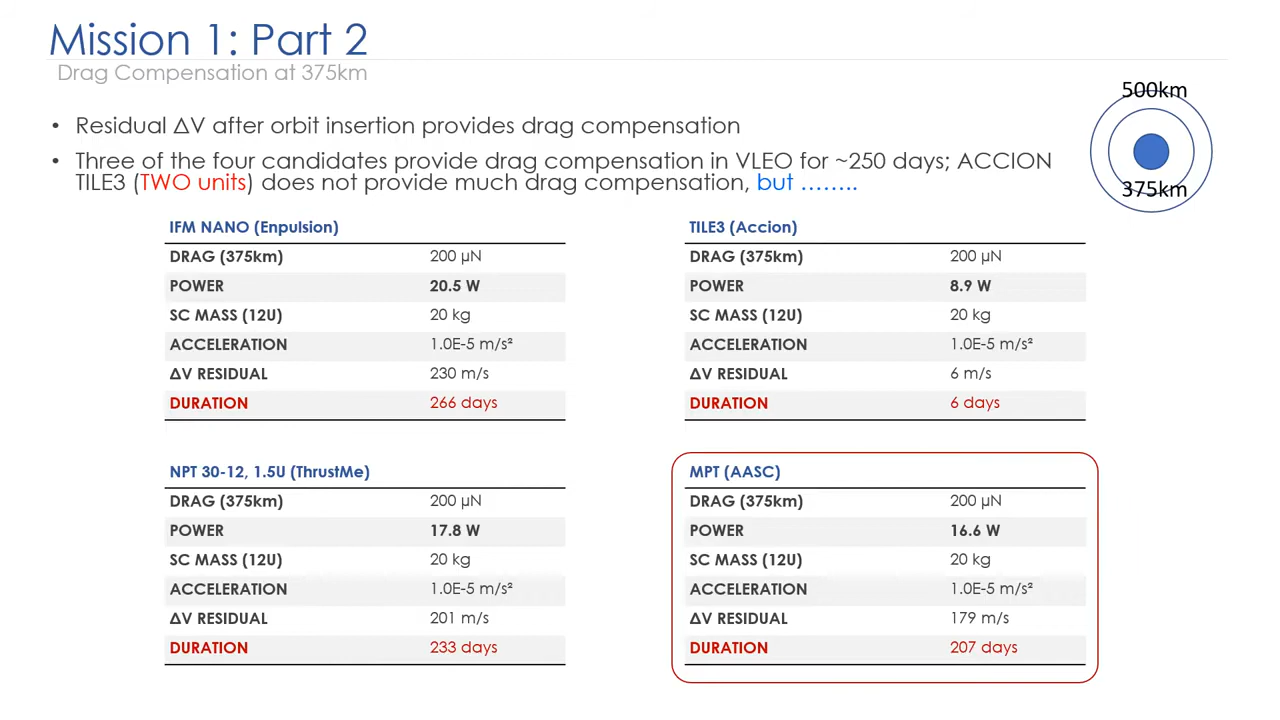 Mission 1: Part 2
Drag Compensation at 375km
500km
375km
• Residual ΔV after orbit insertion provides drag compensation
• Three of the four candidates provide drag compensation in VLEO for ~250 days; ACCION
TILE3 (TWO units) does not provide much drag compensation, but ........
IFM NANO (Enpulsion)
DRAG (375km) 200 µN
POWER 20.5 W
SC MASS (12U) 20 kg
ACCELERATION 1.0E-5 m/s²
ΔV RESIDUAL 230 m/s
DURATION 266 days
TILE3 (Accion)
DRAG (375km) 200 µN
POWER 8.9 W
SC MASS (12U) 20 kg
ACCELERATION 1.0E-5 m/s²
ΔV RESIDUAL 6 m/s
DURATION 6 days
NPT 30-12, 1.5U (ThrustMe)
DRAG (375km) 200 µN
POWER 17.8 W
SC MASS (12U) 20 kg
ACCELERATION 1.0E-5 m/s²
ΔV RESIDUAL 201 m/s
DURATION 233 days
MPT (AASC)
DRAG (375km) 200 µN
POWER 16.6 W
SC MASS (12U) 20 kg
ACCELERATION 1.0E-5 m/s²
ΔV RESIDUAL 179 m/s
DURATION 207 days